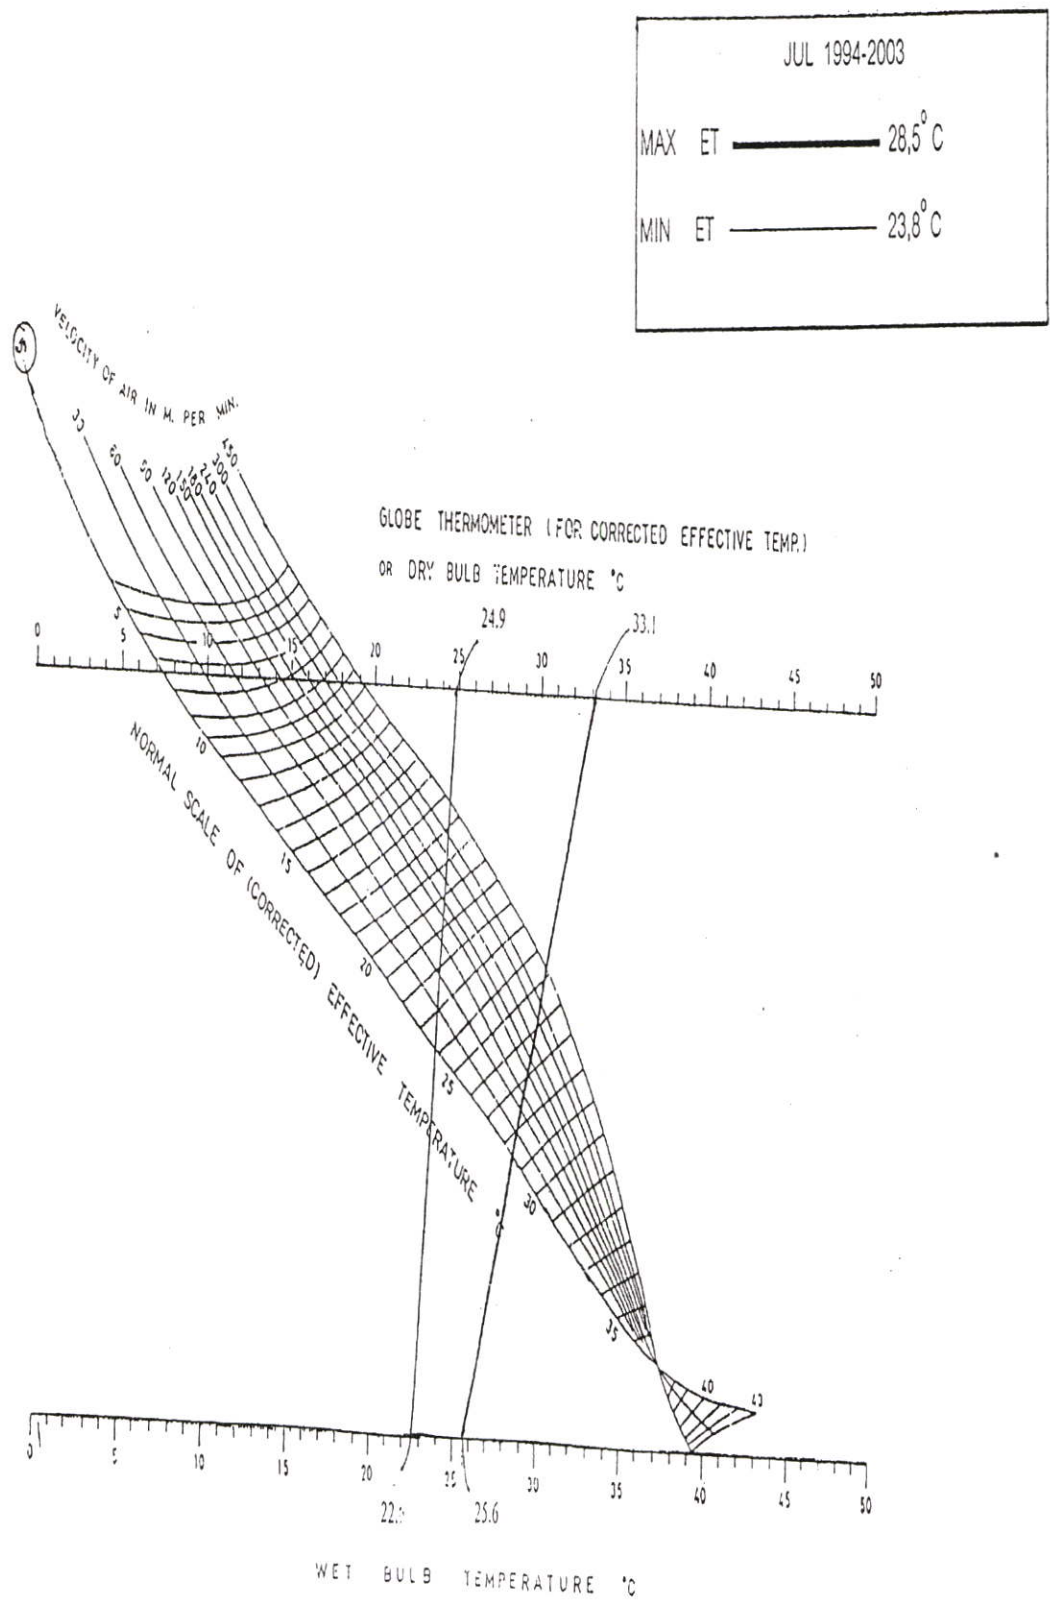 JUL 1994-2003
MAX ET 28,5°C
MIN ET 23,8°C
VELOCITY OF AIR IN M. PER MIN.
30 60 90 120 150 180 240 300 450
GLOBE THERMOMETER (FOR CORRECTED EFFECTIVE TEMP.)
OR DRY BULB TEMPERATURE °C
24.9 33.1
0 5 10 15 20 25 30 35 40 45 50
NORMAL SCALE OF (CORRECTED) EFFECTIVE TEMPERATURE °C
5
10
15
20
25
30
35
40 43
0 5 10 15 20 25 30 35 40 45 50
25.6
WET BULB TEMPERATURE °C